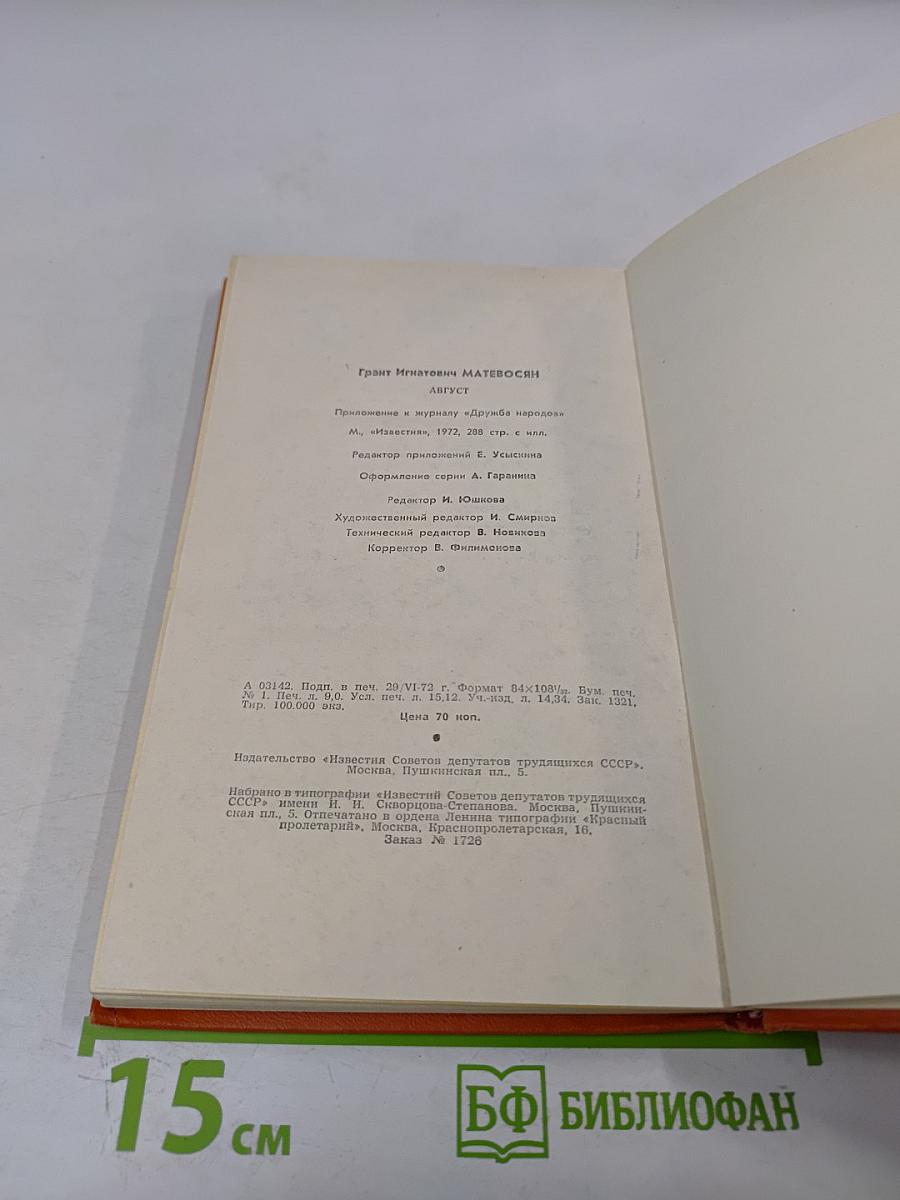 Грант Игнатович МАТЕВОСЯН
АВГУСТ
Приложение к журналу «Дружба народов»
М., «Известия», 1972, 288 стр. с илл.
Редактор приложений Е. Усыскина
Оформление серии А. Гаранина
Редактор И. Юшкова
Художественный редактор И. Смирнов
Технический редактор В. Новикова
Корректор В. Филимонова
А 03142. Подп. в печ. 29/VI-72 г. Формат 84×108¹/₃₂. Бум. печ.
№ 1. Печ. л. 9,0. Усл. печ. л. 15,12. Уч.-изд. л. 14,34. Зак. 1321.
Тир. 100.000 экз.
Цена 70 коп.
Издательство «Известия Советов депутатов трудящихся СССР».
Москва, Пушкинская пл., 5.
Набрано в типографии «Известий Советов депутатов трудящихся
СССР» имени И. И. Скворцова-Степанова. Москва, Пушкин-
ская пл., 5. Отпечатано в ордена Ленина типографии «Красный
пролетарий». Москва, Краснопролетарская, 16.
Заказ № 1726
15 см
БФ БИБЛИОФАН